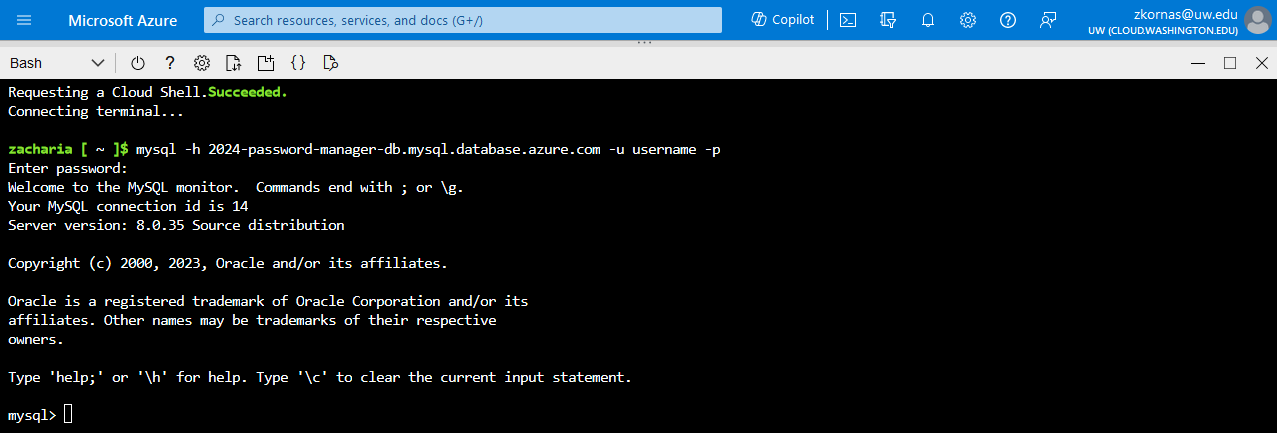 Microsoft Azure
Search resources, services, and docs (G+/)
Copilot
zkornas@uw.edu
UW (CLOUD.WASHINGTON.EDU)
Bash
Requesting a Cloud Shell.Succeeded.
Connecting terminal...
zacharia [ ~ ]$ mysql -h 2024-password-manager-db.mysql.database.azure.com -u username -p
Enter password:
Welcome to the MySQL monitor.  Commands end with ; or \g.
Your MySQL connection id is 14
Server version: 8.0.35 Source distribution
Copyright (c) 2000, 2023, Oracle and/or its affiliates.
Oracle is a registered trademark of Oracle Corporation and/or its
affiliates. Other names may be trademarks of their respective
owners.
Type 'help;' or '\h' for help. Type '\c' to clear the current input statement.
mysql>